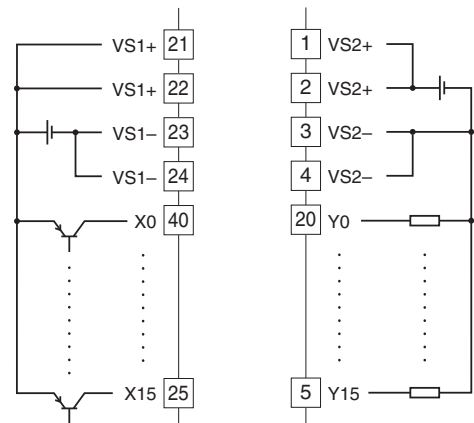 VS1+ 21
VS1+ 22
VS1– 23
VS1– 24
X0 40
X15 25
1 VS2+
2 VS2+
3 VS2–
4 VS2–
20 Y0
5 Y15